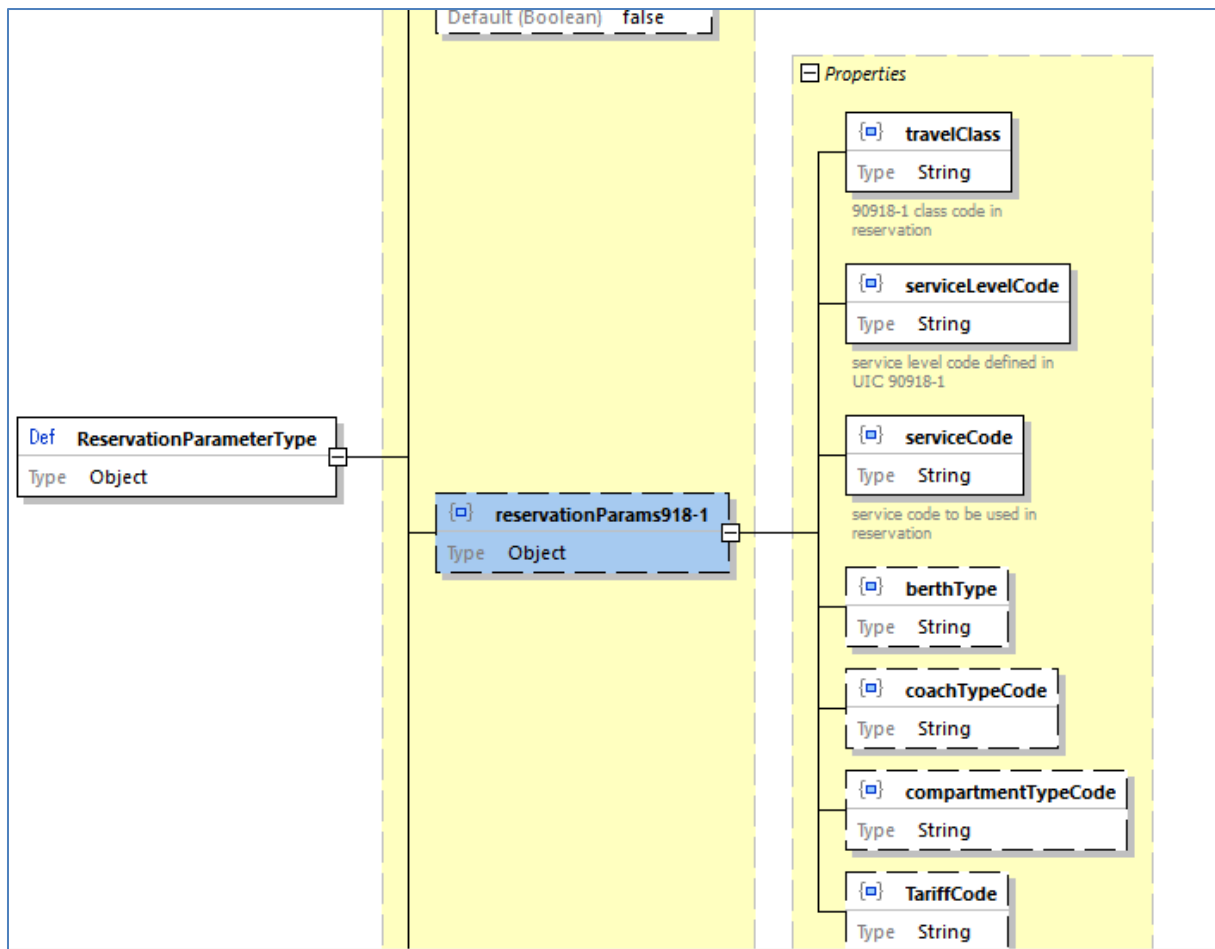 Default (Boolean) false
Properties
travelClass
Type String
90918-1 class code in
reservation
serviceLevelCode
Type String
service level code defined in
UIC 90918-1
Def ReservationParameterType
Type Object
serviceCode
Type String
service code to be used in
reservation
reservationParams918-1
Type Object
berthType
Type String
coachTypeCode
Type String
compartmentTypeCode
Type String
TariffCode
Type String